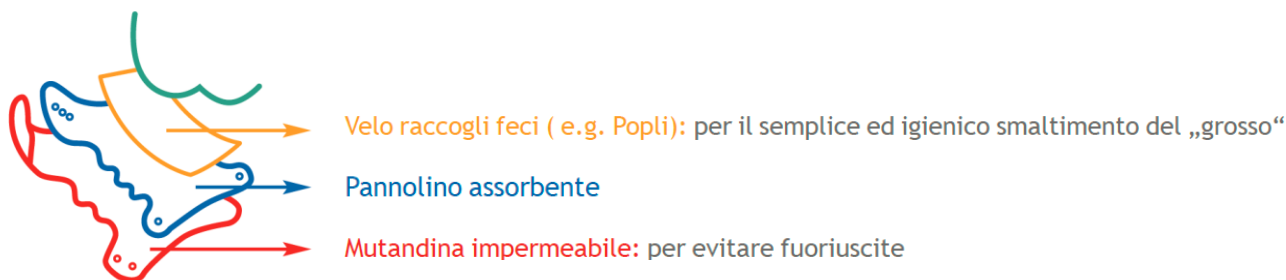 Velo raccogli feci ( e.g. Popli): per il semplice ed igienico smaltimento del „grosso“
Pannolino assorbente
Mutandina impermeabile: per evitare fuoriuscite